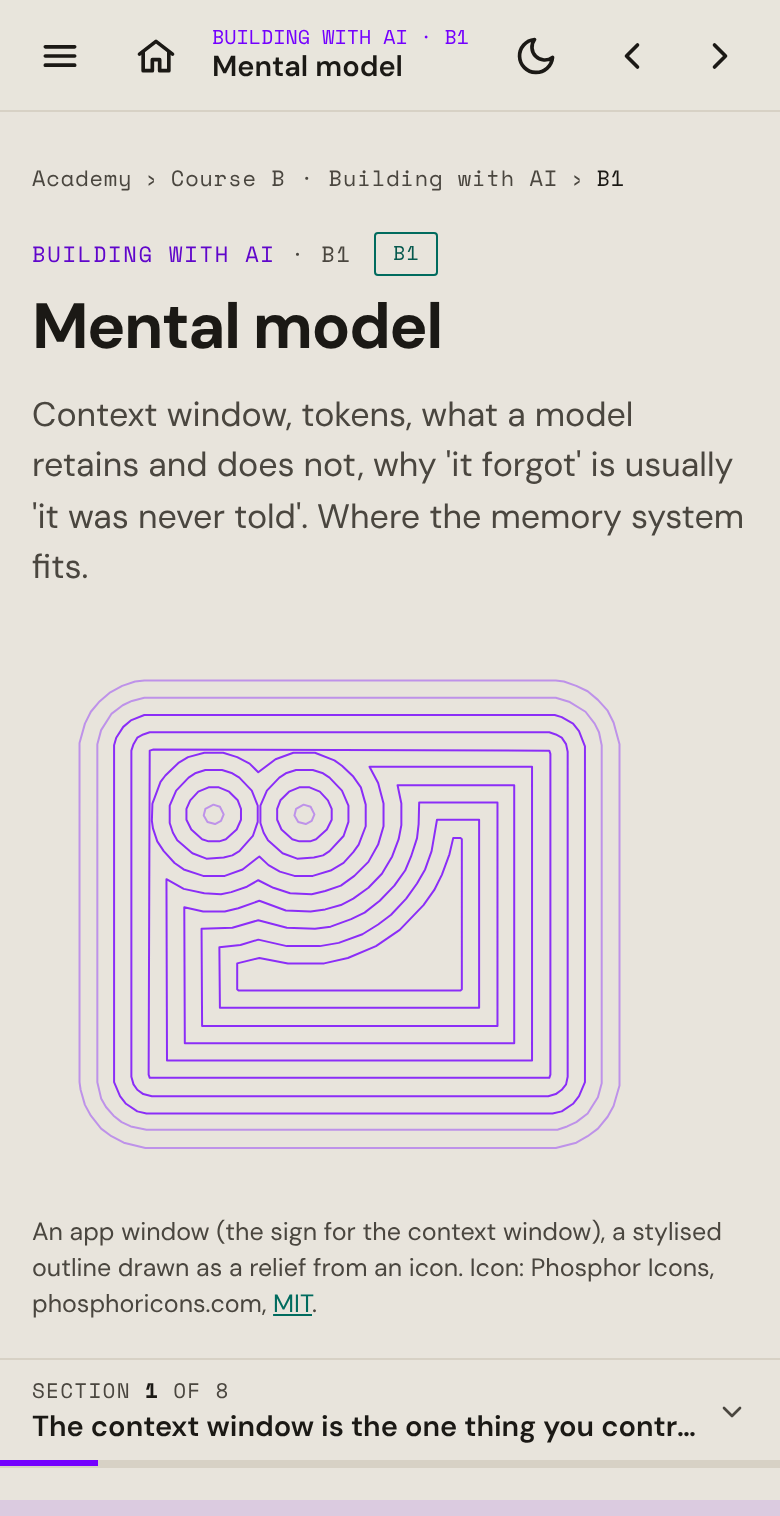 BUILDING WITH AI · B1
Mental model
Academy › Course B · Building with AI › B1
BUILDING WITH AI · B1 B1
Mental model
Context window, tokens, what a model
retains and does not, why 'it forgot' is usually
'it was never told'. Where the memory system
fits.
An app window (the sign for the context window), a stylised
outline drawn as a relief from an icon. Icon: Phosphor Icons,
phosphoricons.com, MIT.
SECTION 1 OF 8
The context window is the one thing you contr…